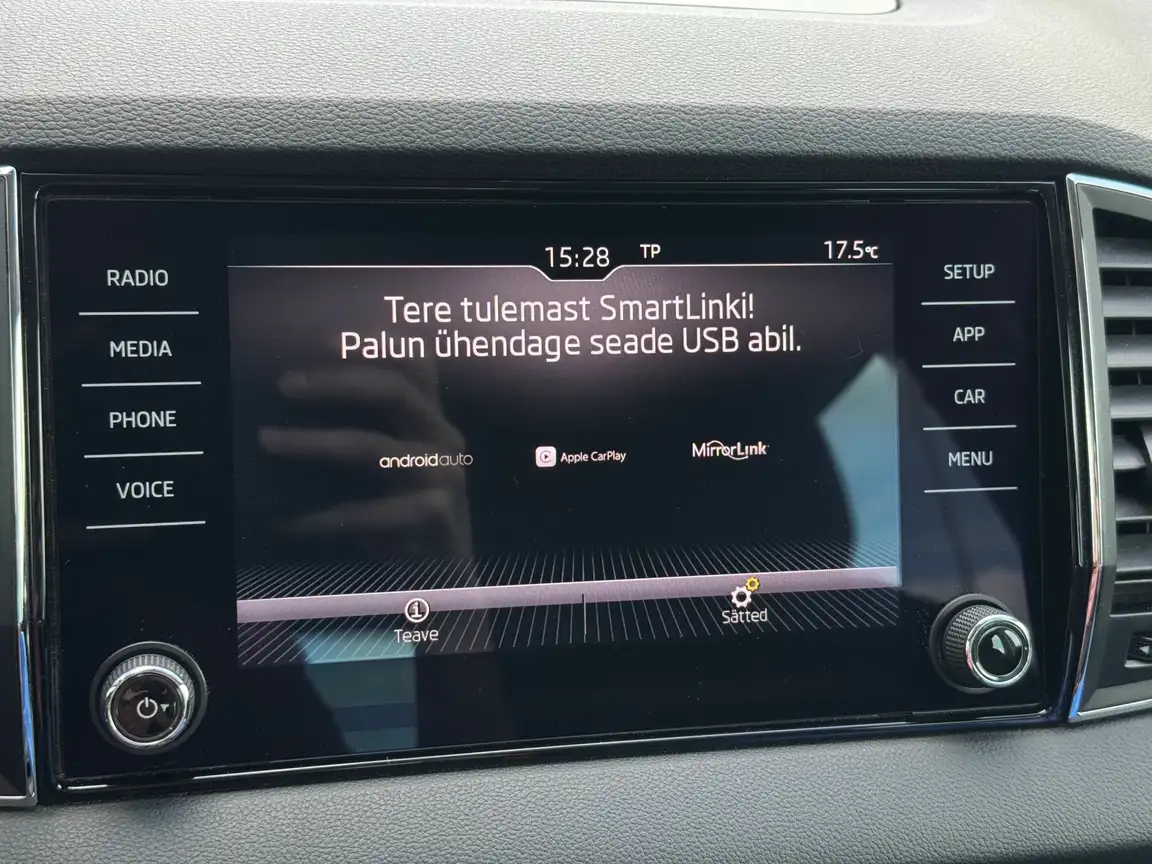 15:28 TP 17.5°C
RADIO
MEDIA
PHONE
VOICE
Tere tulemast SmartLinki!
Palun ühendage seade USB abil.
androidauto
Apple CarPlay
MirrorLink
Teave
Sätted
SETUP
APP
CAR
MENU